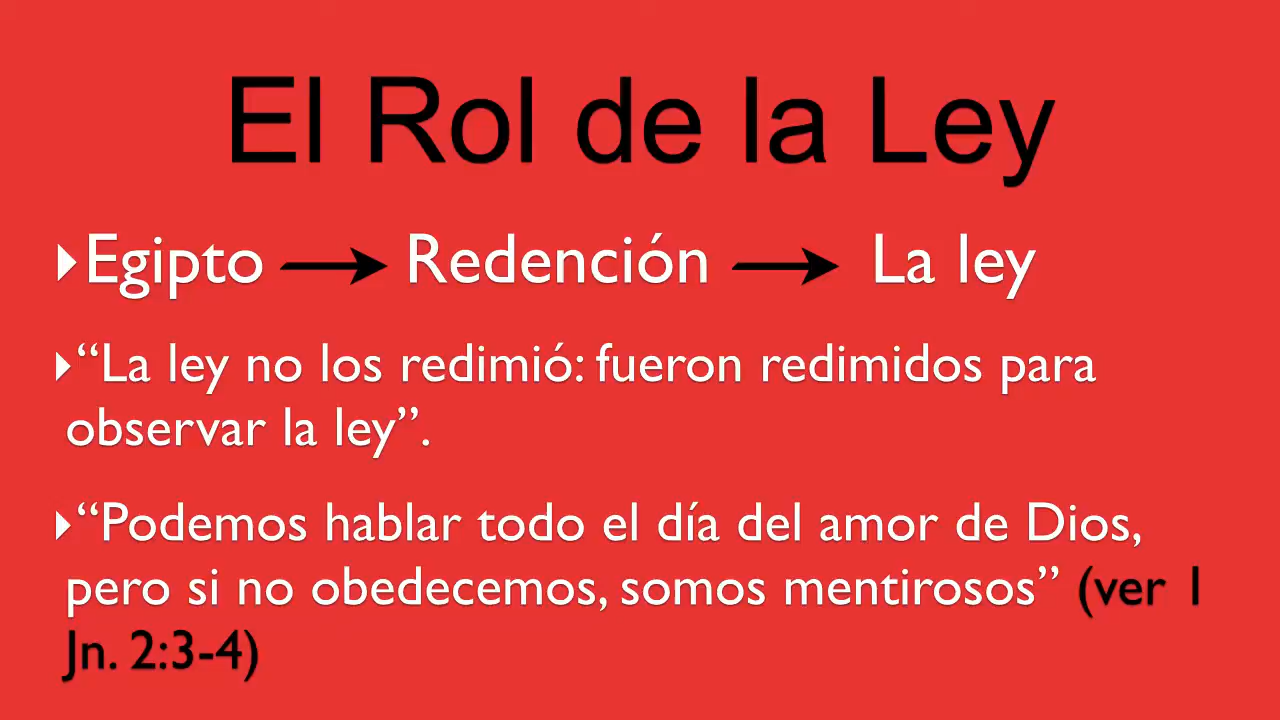 El Rol de la Ley
Egipto → Redención → La ley
“La ley no los redimió: fueron redimidos para
observar la ley”.
“Podemos hablar todo el día del amor de Dios,
pero si no obedecemos, somos mentirosos” (ver 1
Jn. 2:3-4)